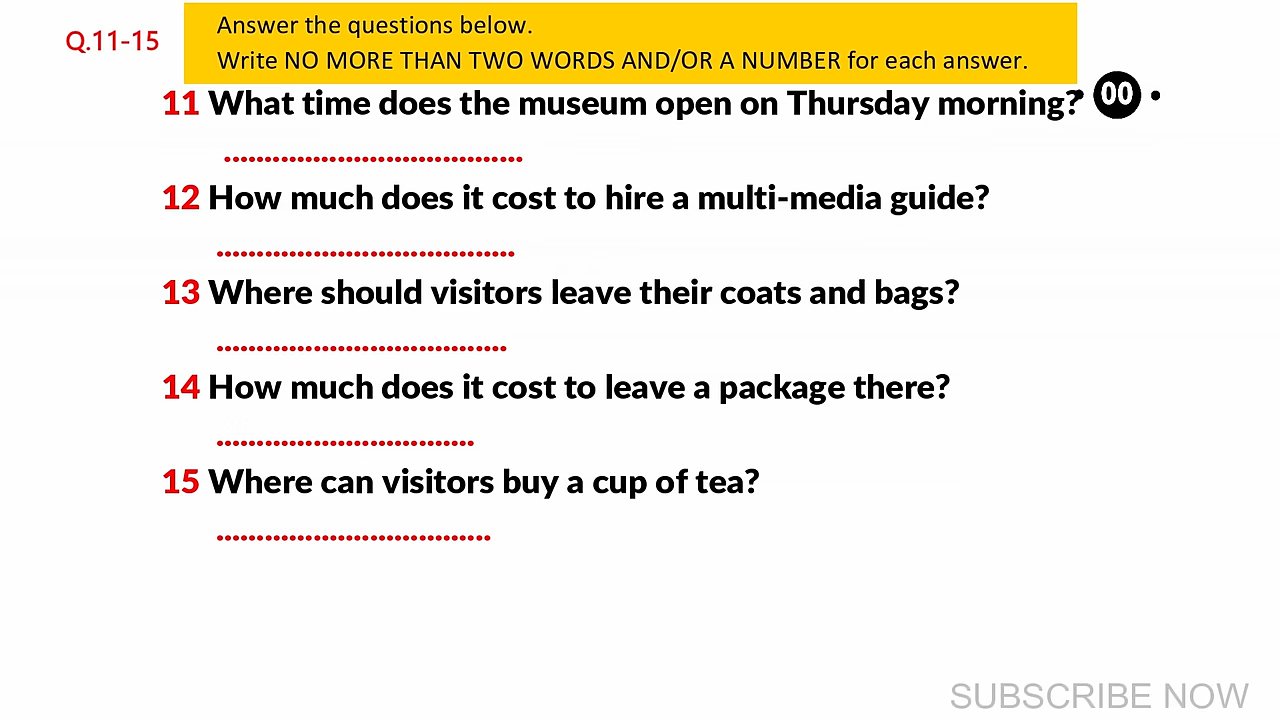 Q.11-15
Answer the questions below.
Write NO MORE THAN TWO WORDS AND/OR A NUMBER for each answer.
11 What time does the museum open on Thursday morning?
00
....................................
12 How much does it cost to hire a multi-media guide?
....................................
13 Where should visitors leave their coats and bags?
...................................
14 How much does it cost to leave a package there?
...............................
15 Where can visitors buy a cup of tea?
.................................
SUBSCRIBE NOW